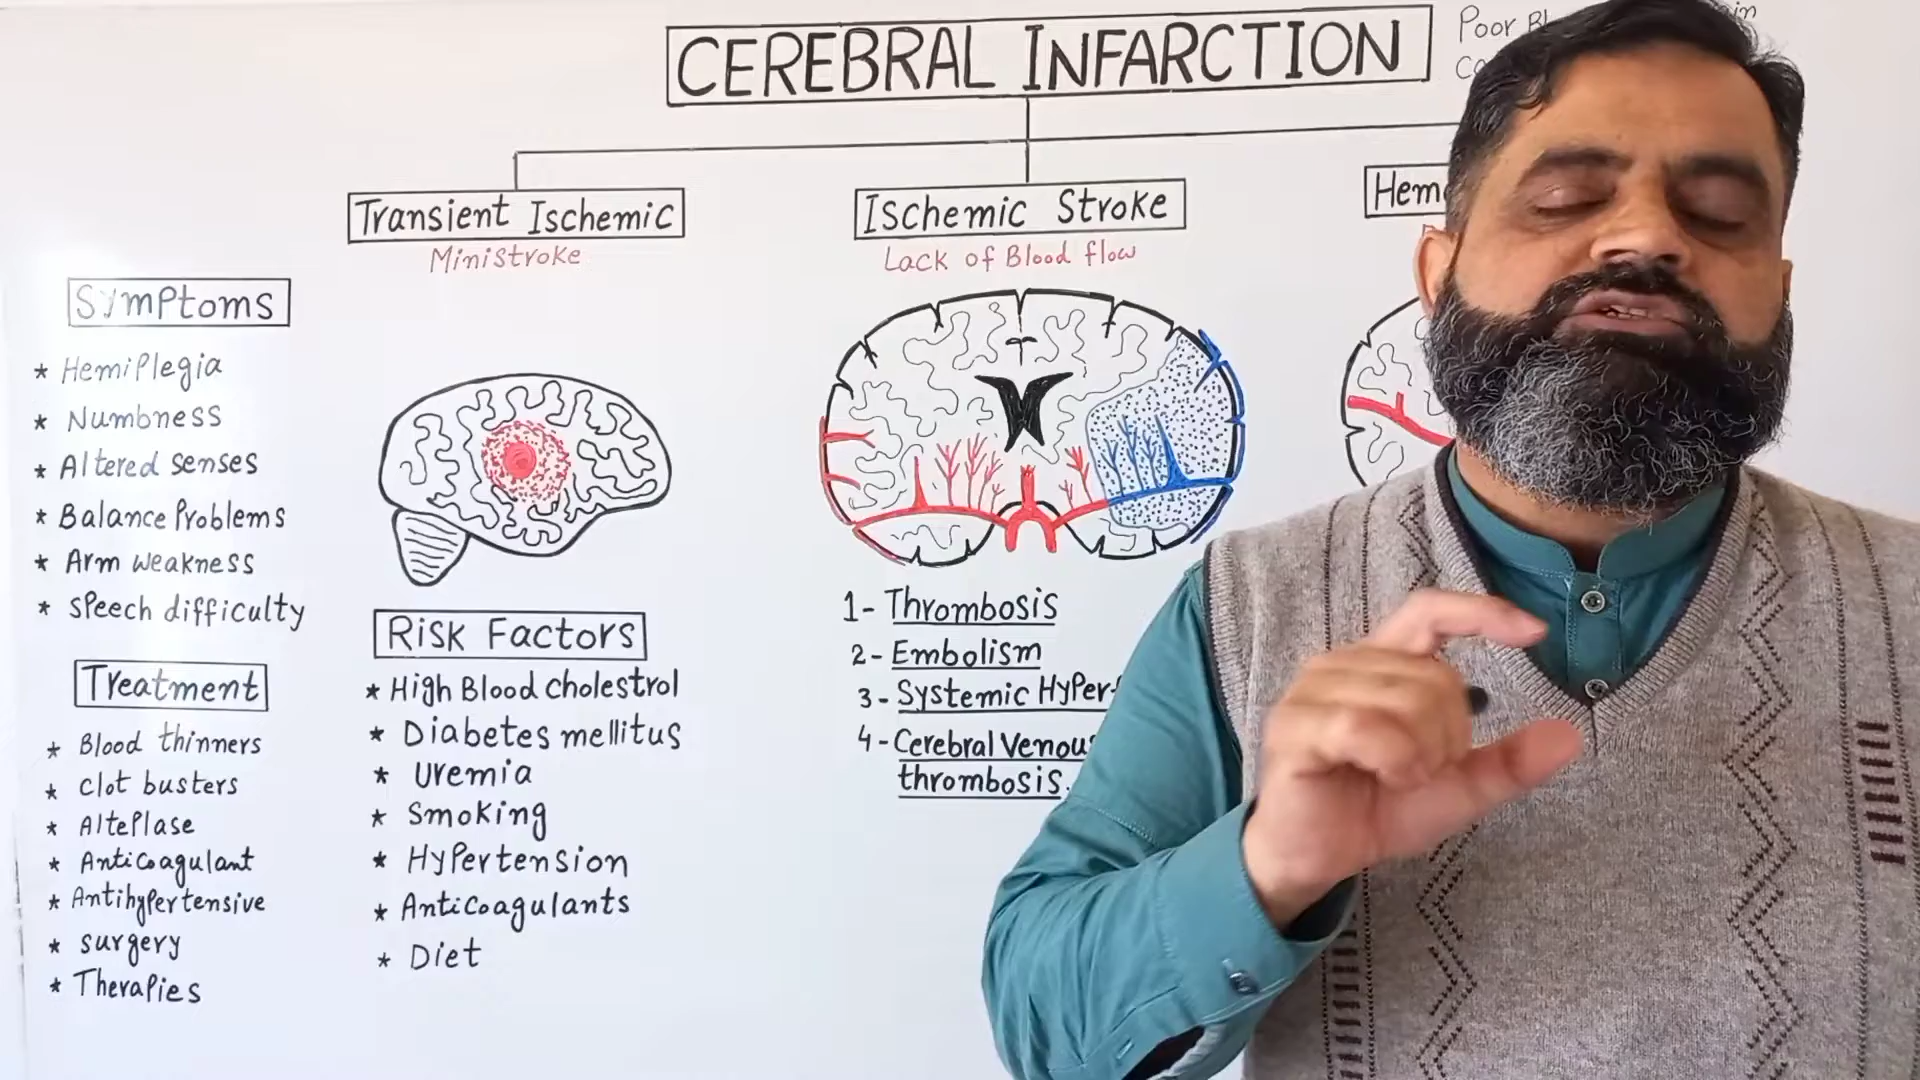 CEREBRAL INFARCTION
Poor
Transient Ischemic
Ministroke
Ischemic Stroke
Lack of Blood flow
Symptoms
* Hemiplegia
* Numbness
* Altered senses
* Balance Problems
* Arm weakness
* Speech difficulty
Treatment
* Blood thinners
* Clot busters
* Alteplase
* Anticoagulant
* Antihypertensive
* Surgery
* Therapies
Risk Factors
* High Blood cholestrol
* Diabetes mellitus
* Uremia
* Smoking
* Hypertension
* Anticoagulants
* Diet
1- Thrombosis
2- Embolism
3- Systemic Hyper-
4- Cerebral Venous
thrombosis.